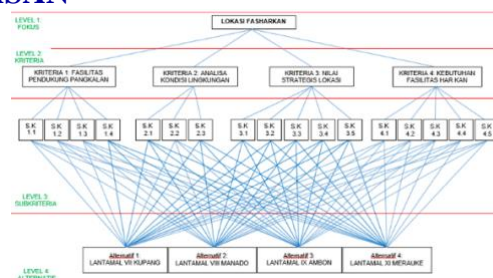 LEVEL 1:
FOKUS
LOKASI FASHARKAN
LEVEL 2:
KRITERIA
KRITERIA 1: FASILITAS
PENDUKUNG PANGKALAN
KRITERIA 2: ANALISA
KONDISI LINGKUNGAN
KRITERIA 3: NILAI
STRATEGIS LOKASI
KRITERIA 4: KEBUTUHAN
FASILITAS HAR KAN
S.K 1.1
S.K 1.2
S.K 1.3
S.K 1.4
S.K 2.1
S.K 2.2
S.K 2.3
S.K 3.1
S.K 3.2
S.K 3.3
S.K 3.4
S.K 3.5
S.K 4.1
S.K 4.2
S.K 4.3
S.K 4.4
S.K 4.5
LEVEL 3:
SUBKRITERIA
Alternatif 1:
LANTAMAL VII KUPANG
Alternatif 2:
LANTAMAL VIII MANADO
Alternatif 3:
LANTAMAL IX AMBON
Alternatif 4:
LANTAMAL XI MERAUKE
LEVEL 4: